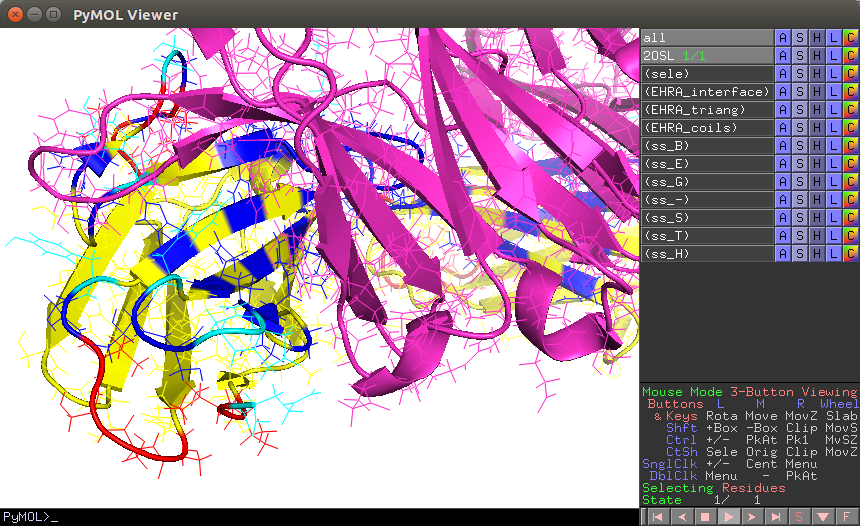 PyMOL Viewer
all A S H L C
2OSL 1/1 A S H L C
(sele) A S H L C
(EHRA_interface) A S H L C
(EHRA_triang) A S H L C
(EHRA_coils) A S H L C
(ss_B) A S H L C
(ss_E) A S H L C
(ss_G) A S H L C
(ss_-) A S H L C
(ss_S) A S H L C
(ss_T) A S H L C
(ss_H) A S H L C
Mouse Mode 3-Button Viewing
Buttons L M R Wheel
& Keys Rota Move MovZ Slab
Shft +Box -Box Clip MovS
Ctrl +/- PkAt Pk1 MvSZ
CtSh Sele Orig Clip MovZ
SnglClk +/- Cent Menu
DblClk Menu - PkAt
Selecting Residues
State 1/ 1
PyMOL>_
S F